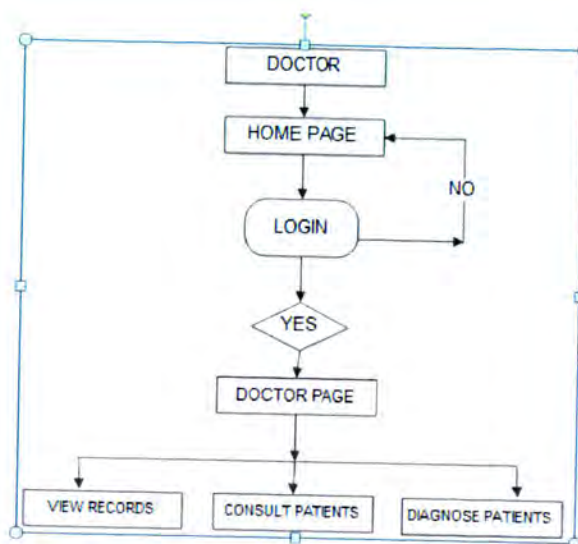 DOCTOR
HOME PAGE
NO
LOGIN
YES
DOCTOR PAGE
VIEW RECORDS
CONSULT PATIENTS
DIAGNOSE PATIENTS